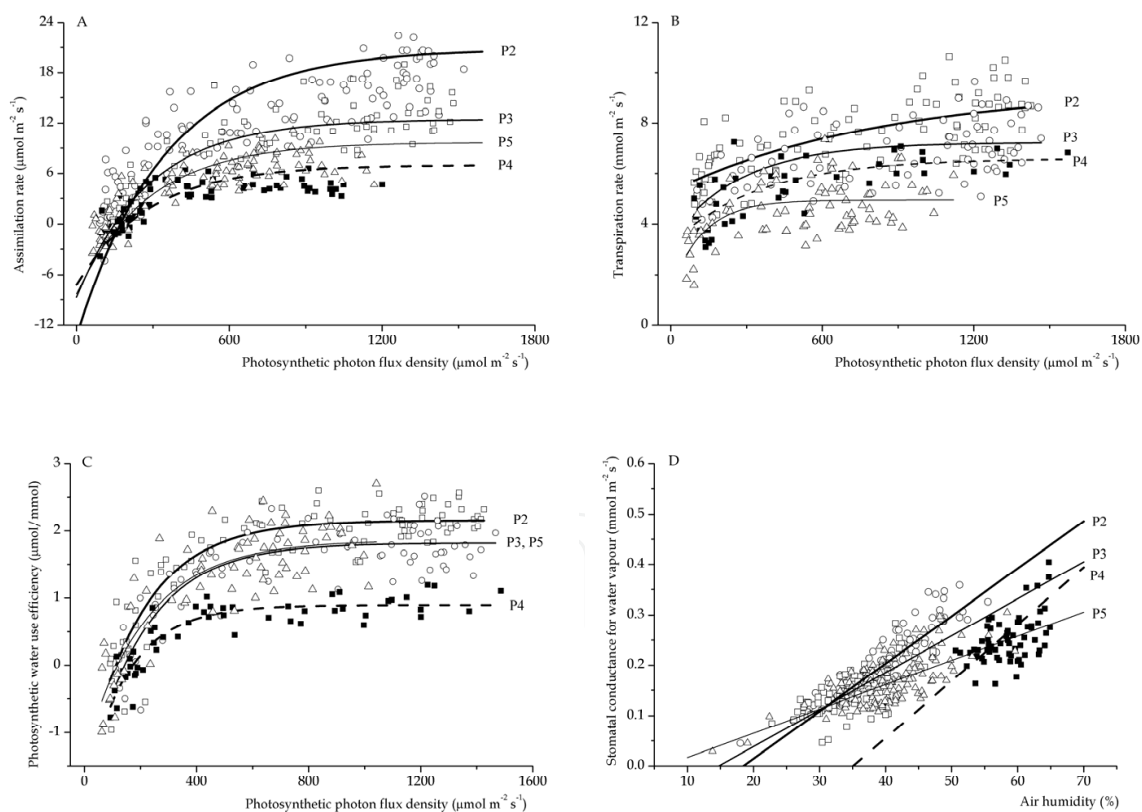 A
24
18
12
6
0
-6
-12
Assimilation rate (µmol m⁻² s⁻¹)
P2
P3
P5
P4
0 600 1200 1800
Photosynthetic photon flux density (µmol m⁻² s⁻¹)
B
12
8
4
0
Transpiration rate (mmol m⁻² s⁻¹)
P2
P3
P4
P5
0 600 1200 1800
Photosynthetic photon flux density (µmol m⁻² s⁻¹)
C
3
2
1
0
-1
Photosynthetic water use efficiency (µmol/ mmol)
P2
P3, P5
P4
0 400 800 1200 1600
Photosynthetic photon flux density (µmol m⁻² s⁻¹)
D
0.6
0.5
0.4
0.3
0.2
0.1
0.0
Stomatal conductance for water vapour (mmol m⁻² s⁻¹)
P2
P3
P4
P5
10 20 30 40 50 60 70
Air humidity (%)